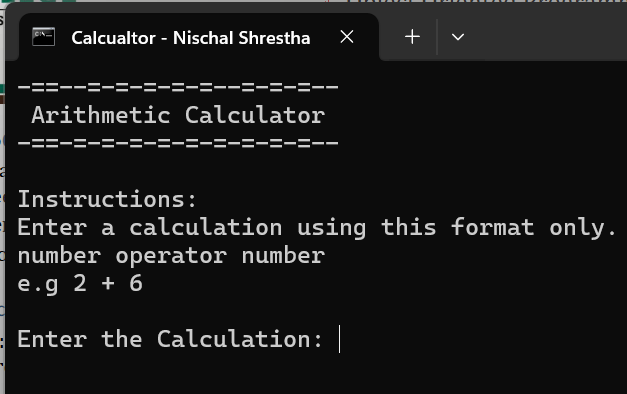 Calcualtor - Nischal Shrestha
-==--=-=-=-=-=--=-=-=--
Arithmetic Calculator
-==--=-=-=-=-=--=-=-=--
Instructions:
Enter a calculation using this format only.
number operator number
e.g 2 + 6
Enter the Calculation: